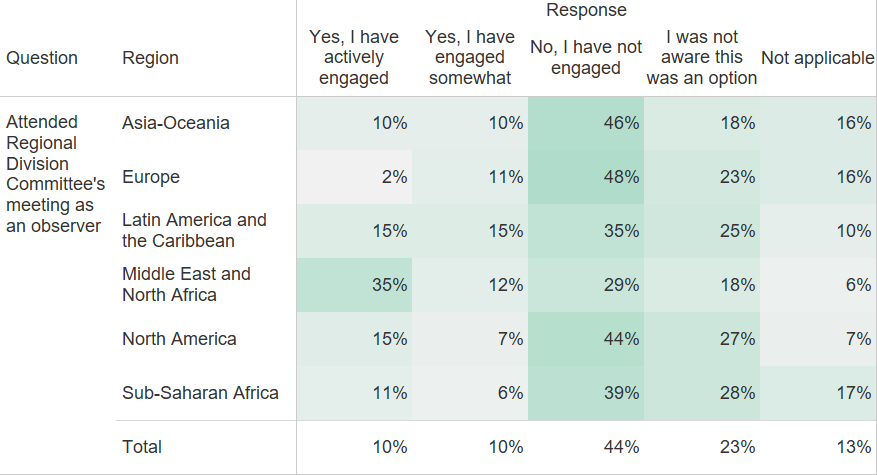 Response
Question Region Yes, I have actively engaged Yes, I have engaged somewhat No, I have not engaged I was not aware this was an option Not applicable
Attended Regional Division Committee's meeting as an observer
Asia-Oceania 10% 10% 46% 18% 16%
Europe 2% 11% 48% 23% 16%
Latin America and the Caribbean 15% 15% 35% 25% 10%
Middle East and North Africa 35% 12% 29% 18% 6%
North America 15% 7% 44% 27% 7%
Sub-Saharan Africa 11% 6% 39% 28% 17%
Total 10% 10% 44% 23% 13%